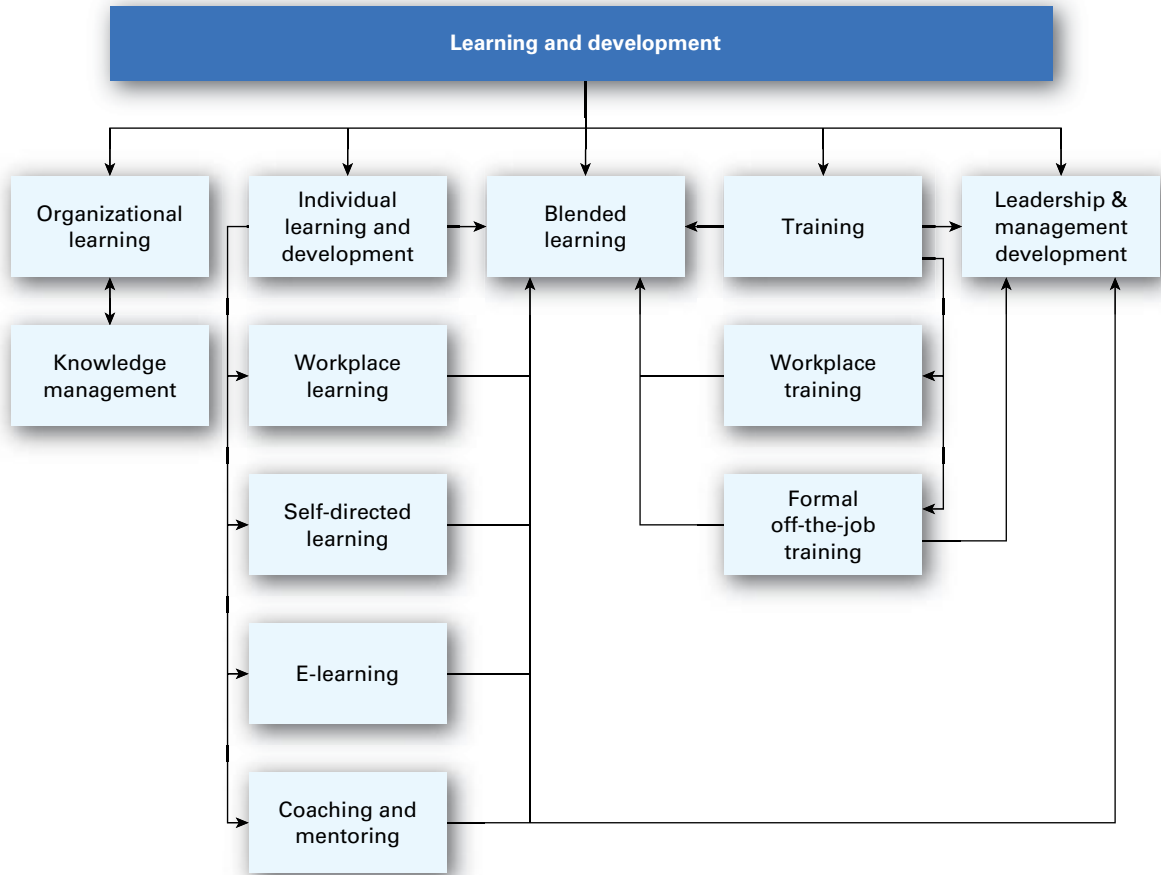 Learning and development
Organizational
learning
Individual
learning and
development
Blended
learning
Training
Leadership &
management
development
Knowledge
management
Workplace
learning
Workplace
training
Self-directed
learning
Formal
off-the-job
training
E-learning
Coaching and
mentoring